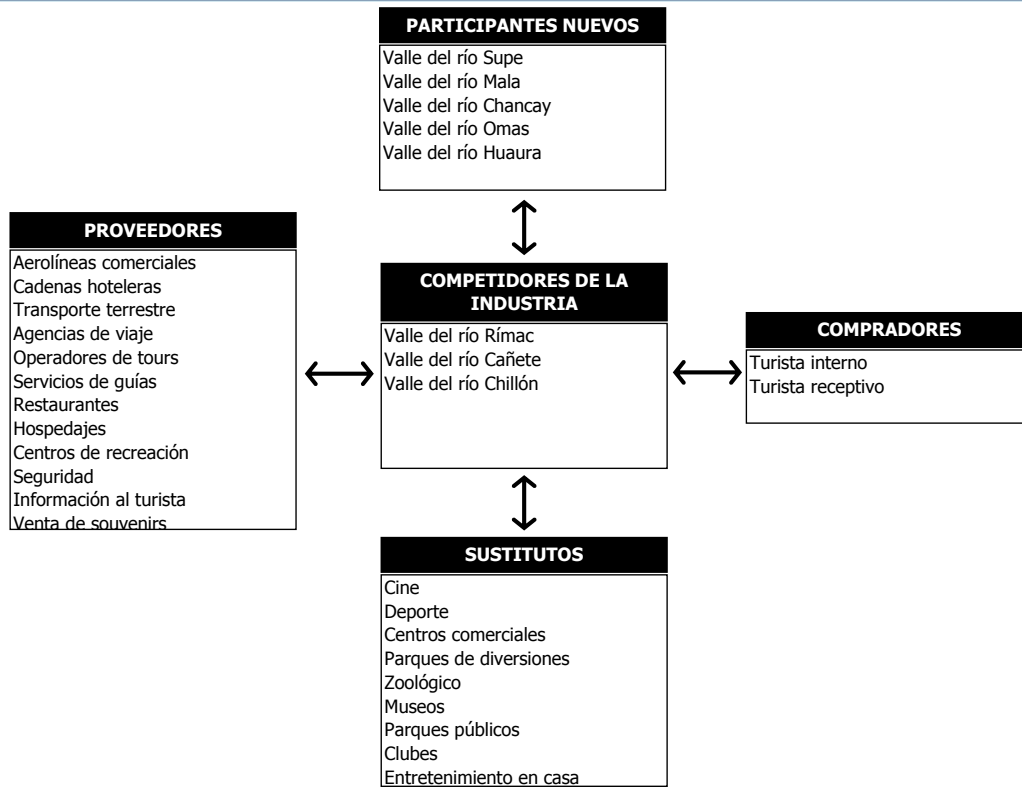 PARTICIPANTES NUEVOS
Valle del río Supe
Valle del río Mala
Valle del río Chancay
Valle del río Omas
Valle del río Huaura
PROVEEDORES
Aerolíneas comerciales
Cadenas hoteleras
Transporte terrestre
Agencias de viaje
Operadores de tours
Servicios de guías
Restaurantes
Hospedajes
Centros de recreación
Seguridad
Información al turista
Venta de souvenirs
COMPETIDORES DE LA
INDUSTRIA
Valle del río Rímac
Valle del río Cañete
Valle del río Chillón
COMPRADORES
Turista interno
Turista receptivo
SUSTITUTOS
Cine
Deporte
Centros comerciales
Parques de diversiones
Zoológico
Museos
Parques públicos
Clubes
Entretenimiento en casa